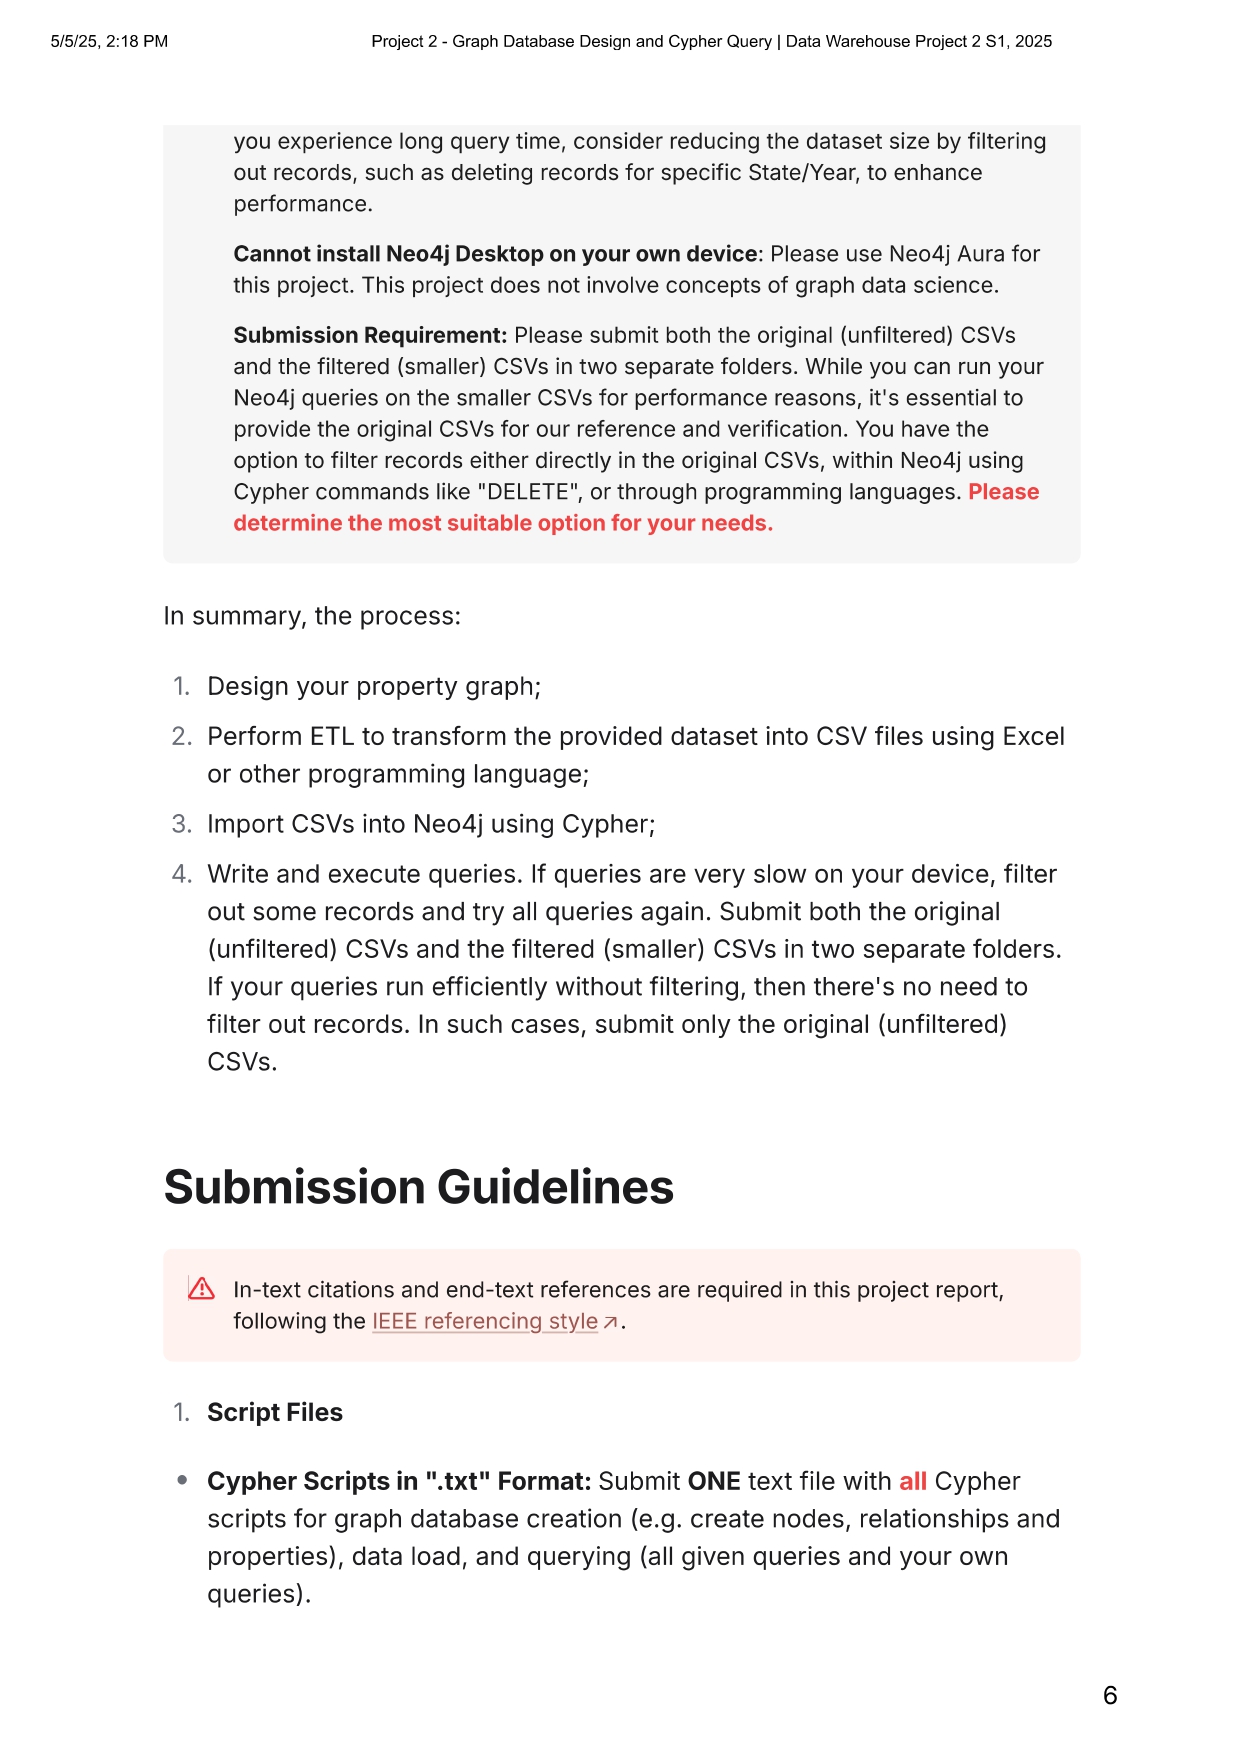 5/5/25, 2:18 PM
Project 2 - Graph Database Design and Cypher Query | Data Warehouse Project 2 S1, 2025
you experience long query time, consider reducing the dataset size by filtering
out records, such as deleting records for specific State/Year, to enhance
performance.
Cannot install Neo4j Desktop on your own device: Please use Neo4j Aura for
this project. This project does not involve concepts of graph data science.
Submission Requirement: Please submit both the original (unfiltered) CSVs
and the filtered (smaller) CSVs in two separate folders. While you can run your
Neo4j queries on the smaller CSVs for performance reasons, it's essential to
provide the original CSVs for our reference and verification. You have the
option to filter records either directly in the original CSVs, within Neo4j using
Cypher commands like "DELETE", or through programming languages. Please
determine the most suitable option for your needs.
In summary, the process:
1. Design your property graph;
2. Perform ETL to transform the provided dataset into CSV files using Excel
or other programming language;
3. Import CSVs into Neo4j using Cypher;
4. Write and execute queries. If queries are very slow on your device, filter
out some records and try all queries again. Submit both the original
(unfiltered) CSVs and the filtered (smaller) CSVs in two separate folders.
If your queries run efficiently without filtering, then there's no need to
filter out records. In such cases, submit only the original (unfiltered)
CSVs.
Submission Guidelines
In-text citations and end-text references are required in this project report,
following the IEEE referencing style ↗.
1. Script Files
• Cypher Scripts in ".txt" Format: Submit ONE text file with all Cypher
scripts for graph database creation (e.g. create nodes, relationships and
properties), data load, and querying (all given queries and your own
queries).
6